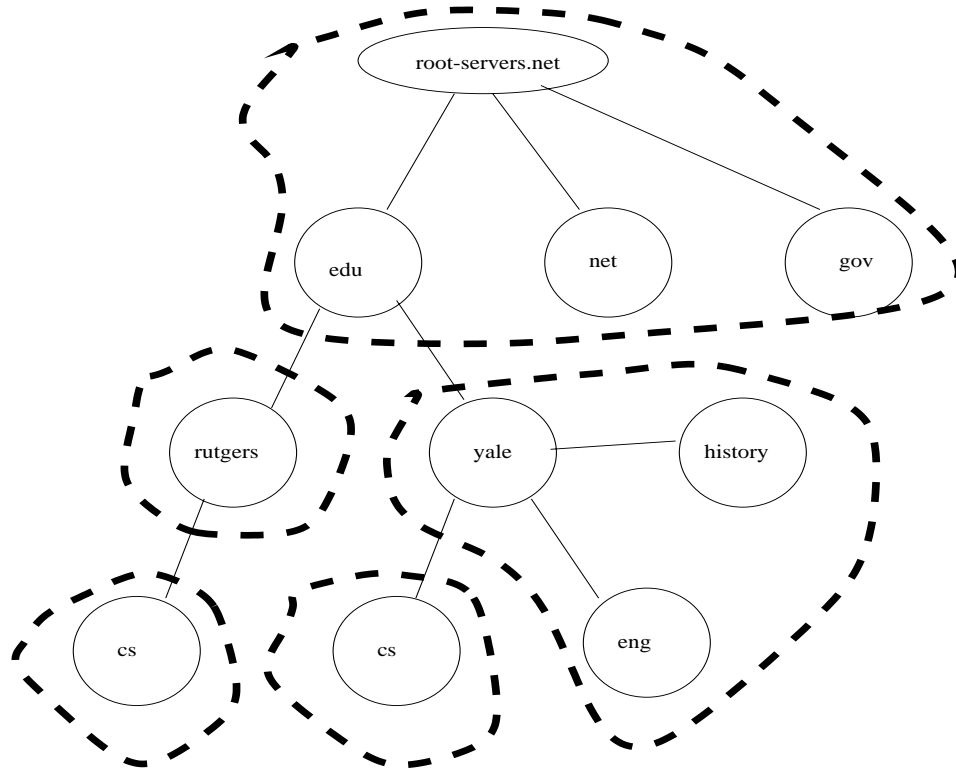 root-servers.net
edu
net
gov
rutgers
yale
history
cs
cs
eng